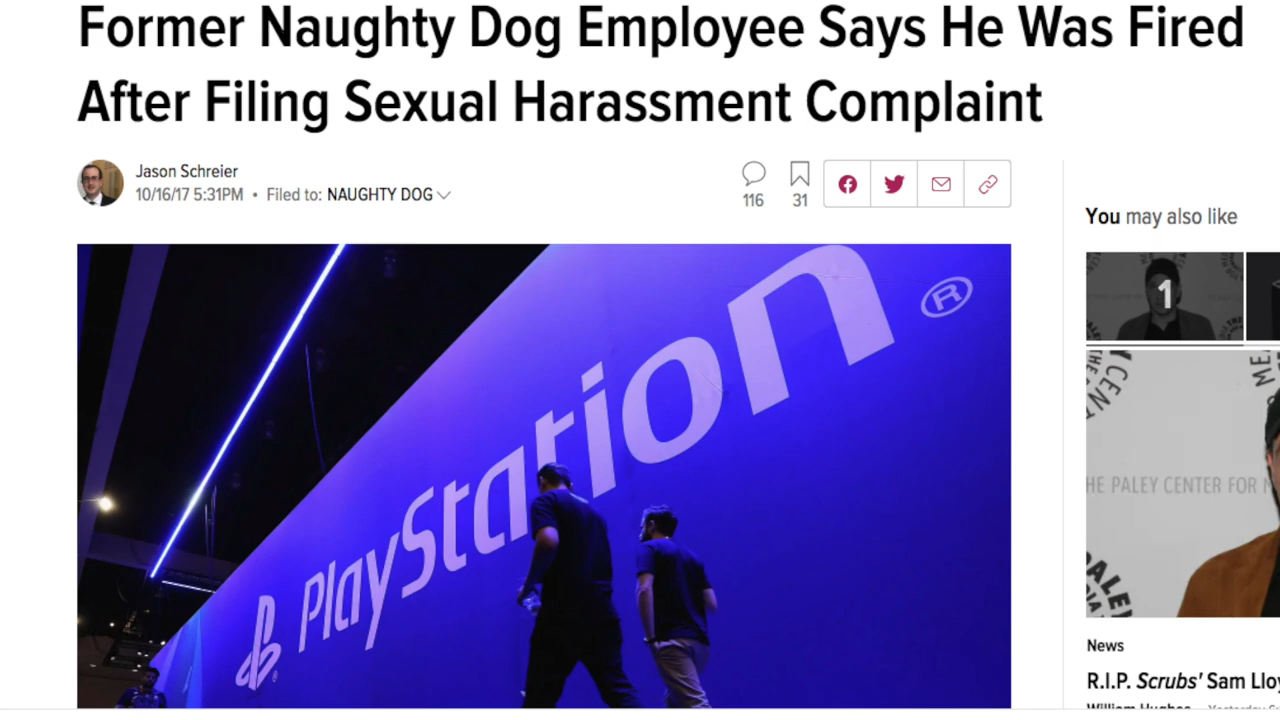 Former Naughty Dog Employee Says He Was Fired
After Filing Sexual Harassment Complaint
Jason Schreier
10/16/17 5:31PM • Filed to: NAUGHTY DOG
116
31
PlayStation ®
You may also like
1
HE PALEY CENTER FOR
News
R.I.P. Scrubs' Sam Lloy
William Hughes